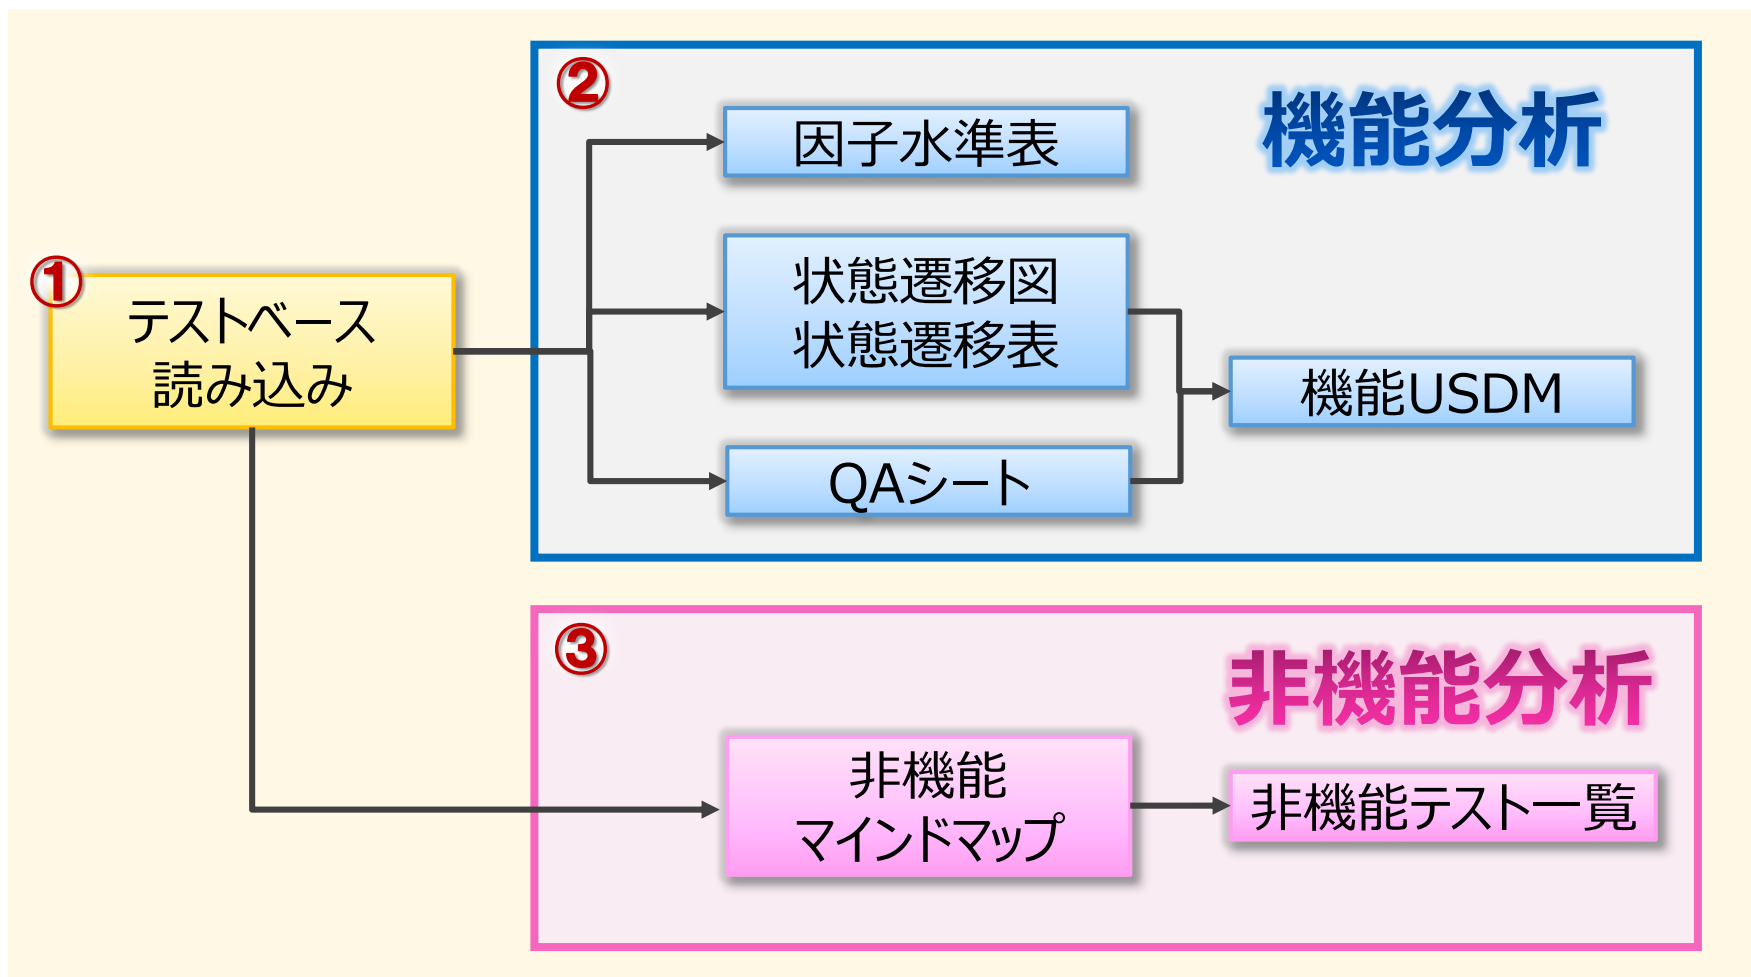 ①
テストベース
読み込み
②
機能分析
因子水準表
状態遷移図
状態遷移表
QAシート
機能USDM
③
非機能分析
非機能
マインドマップ
非機能テスト一覧